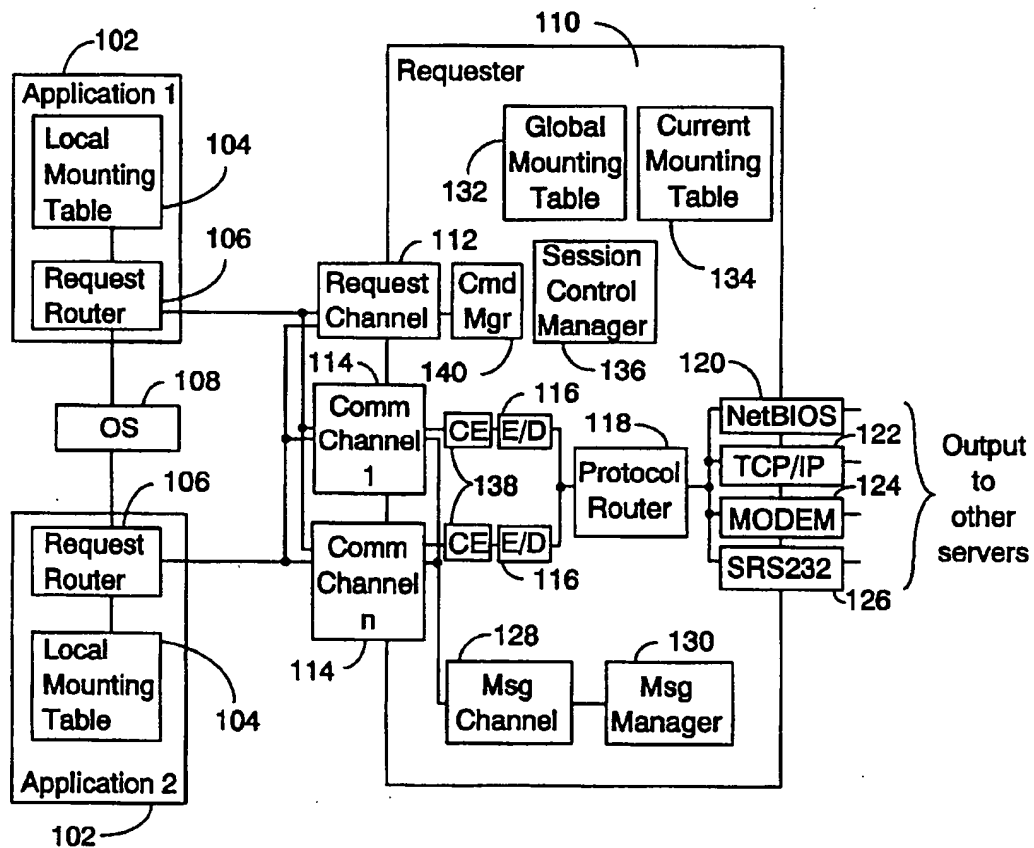 110
102
Requester
Application 1
Local
Mounting
Table
104
Global
Mounting
Table
132
Current
Mounting
Table
134
106
Request
Router
112
Request
Channel
Cmd
Mgr
140
Session
Control
Manager
136
108
OS
114
Comm
Channel
1
CE
116
E/D
138
118
Protocol
Router
120
NetBIOS
122
TCP/IP
124
MODEM
SRS232
126
Output
to
other
servers
106
Request
Router
Comm
Channel
n
114
CE
E/D
116
Local
Mounting
Table
104
128
Msg
Channel
130
Msg
Manager
Application 2
102